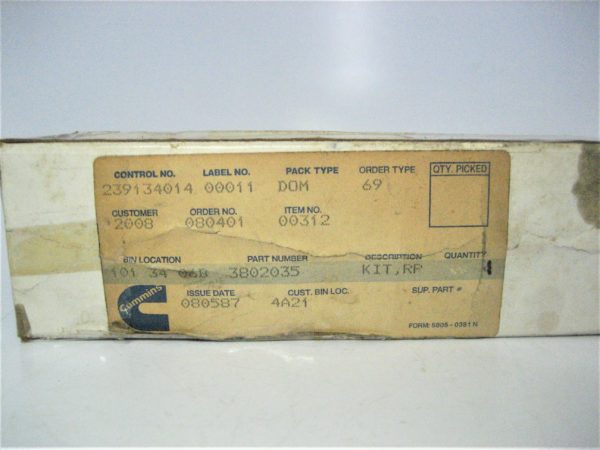 CONTROL NO. LABEL NO. PACK TYPE ORDER TYPE QTY. PICKED
239134014 00011 DOM 69
CUSTOMER ORDER NO. ITEM NO.
2008 080401 00312
BIN LOCATION PART NUMBER DESCRIPTION QUANTITY
101 34 06B 3802035 KIT,RP
ISSUE DATE CUST. BIN LOC. SUP. PART #
080587 4A21
Cummins
FORM: 5805-0381N